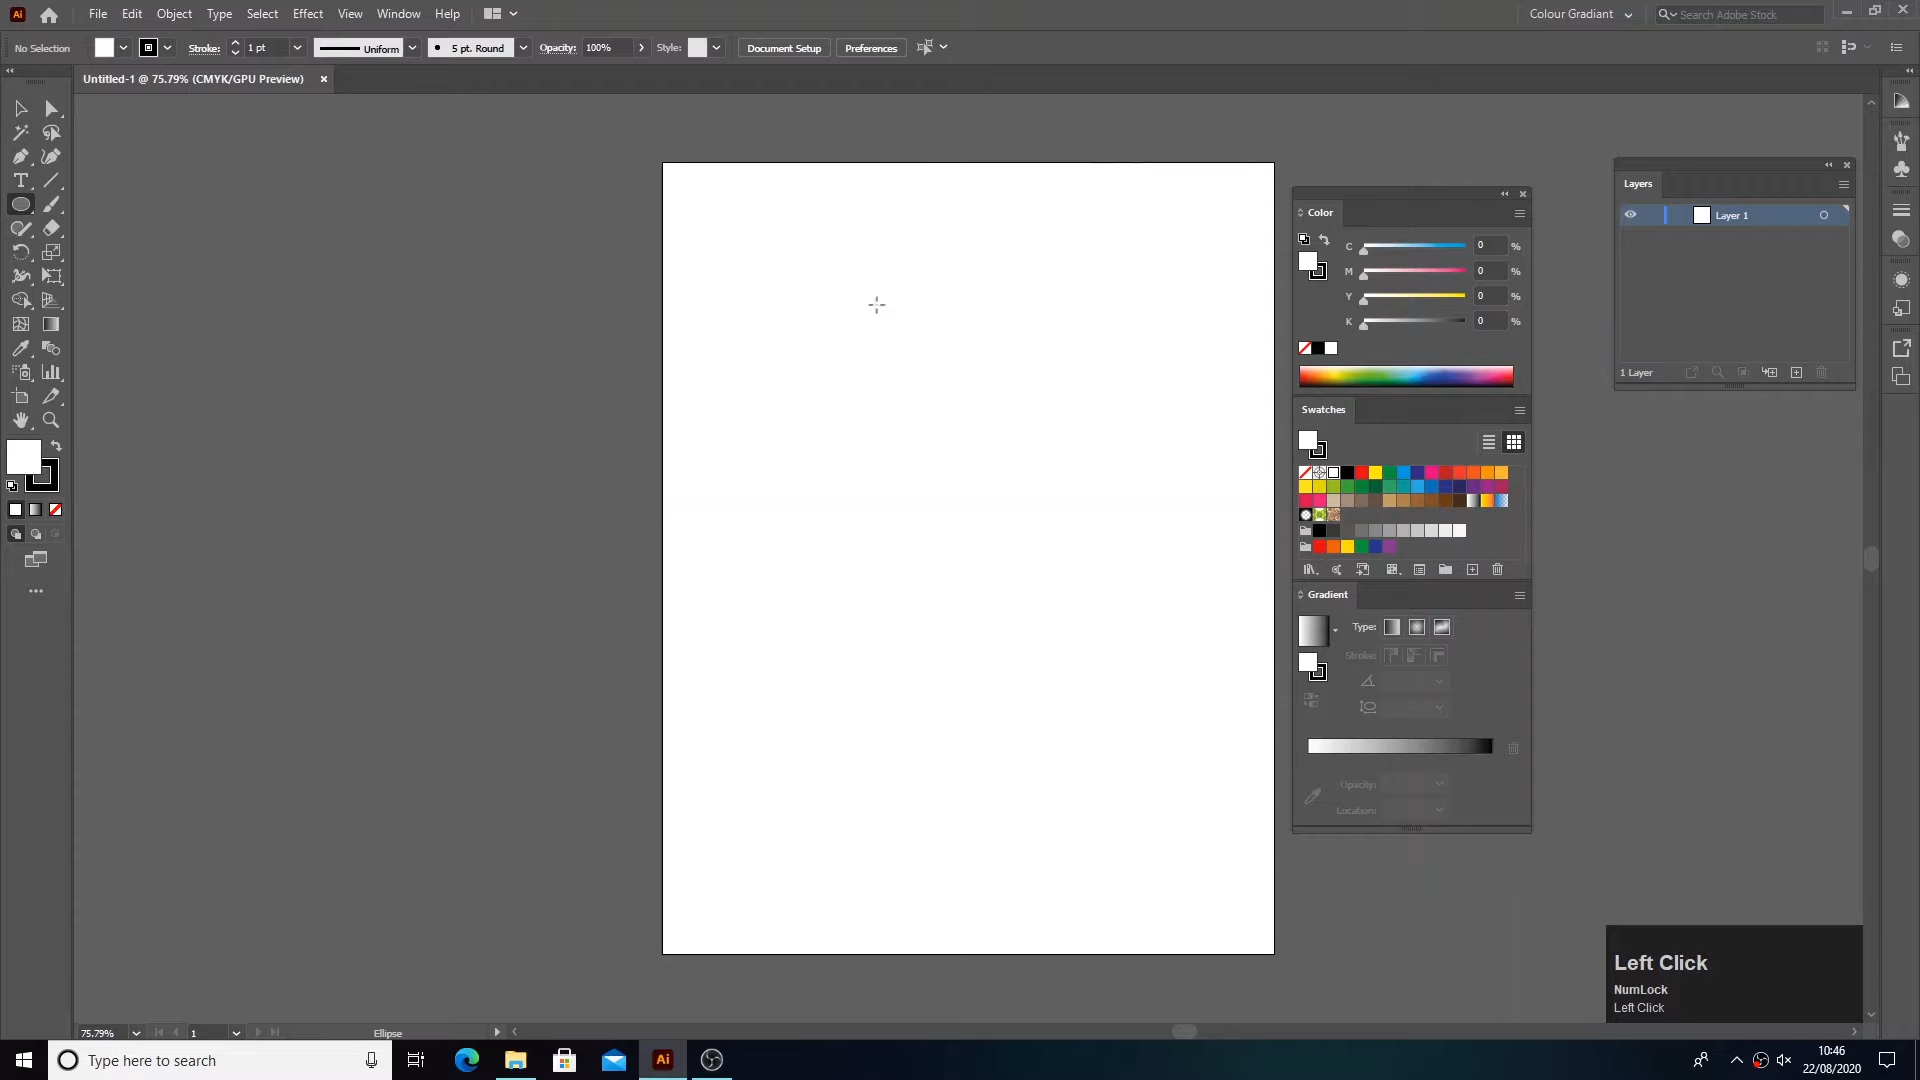 Ai File Edit Object Type Select Effect View Window Help Colour Gradient Search Adobe Stock
No Selection Stroke: 1 pt Uniform 5 pt. Round Opacity: 100% Style: Document Setup Preferences
Untitled-1 @ 75.79% (CMYK/GPU Preview)
Color
C 0 %
M 0 %
Y 0 %
K 0 %
Swatches
Gradient
Type:
Stroke:
Opacity:
Location:
Layers
Layer 1
1 Layer
Left Click
NumLock
Left Click
75.79% 1 Ellipse
Type here to search
Ai
10:46
22/08/2020